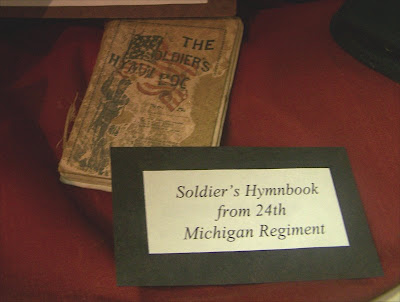 THE
SOLDIER'S
Soldier's Hymnbook
from 24th
Michigan Regiment